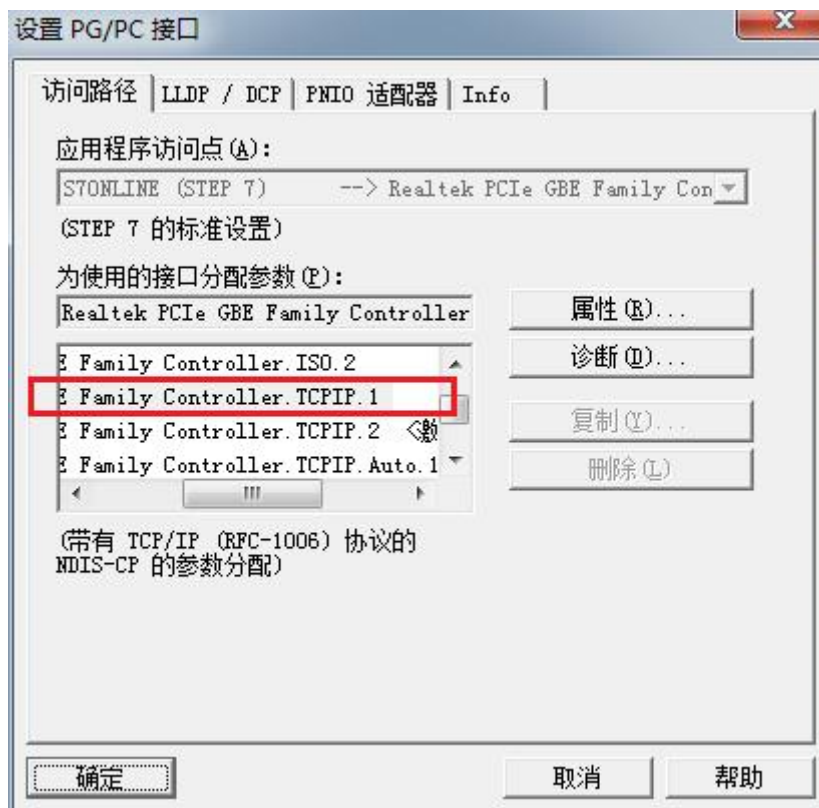 设置 PG/PC 接口
访问路径 LLDP / DCP PNIO 适配器 Info
应用程序访问点(A):
S7ONLINE (STEP 7) --> Realtek PCIe GBE Family Con
(STEP 7 的标准设置)
为使用的接口分配参数(P):
Realtek PCIe GBE Family Controller
属性(R)...
E Family Controller.ISO.2
诊断(D)...
E Family Controller.TCPIP.1
E Family Controller.TCPIP.2 <激
复制(Y)...
E Family Controller.TCPIP.Auto.1
删除(L)
(带有 TCP/IP (RFC-1006) 协议的
NDIS-CP 的参数分配)
确定 取消 帮助